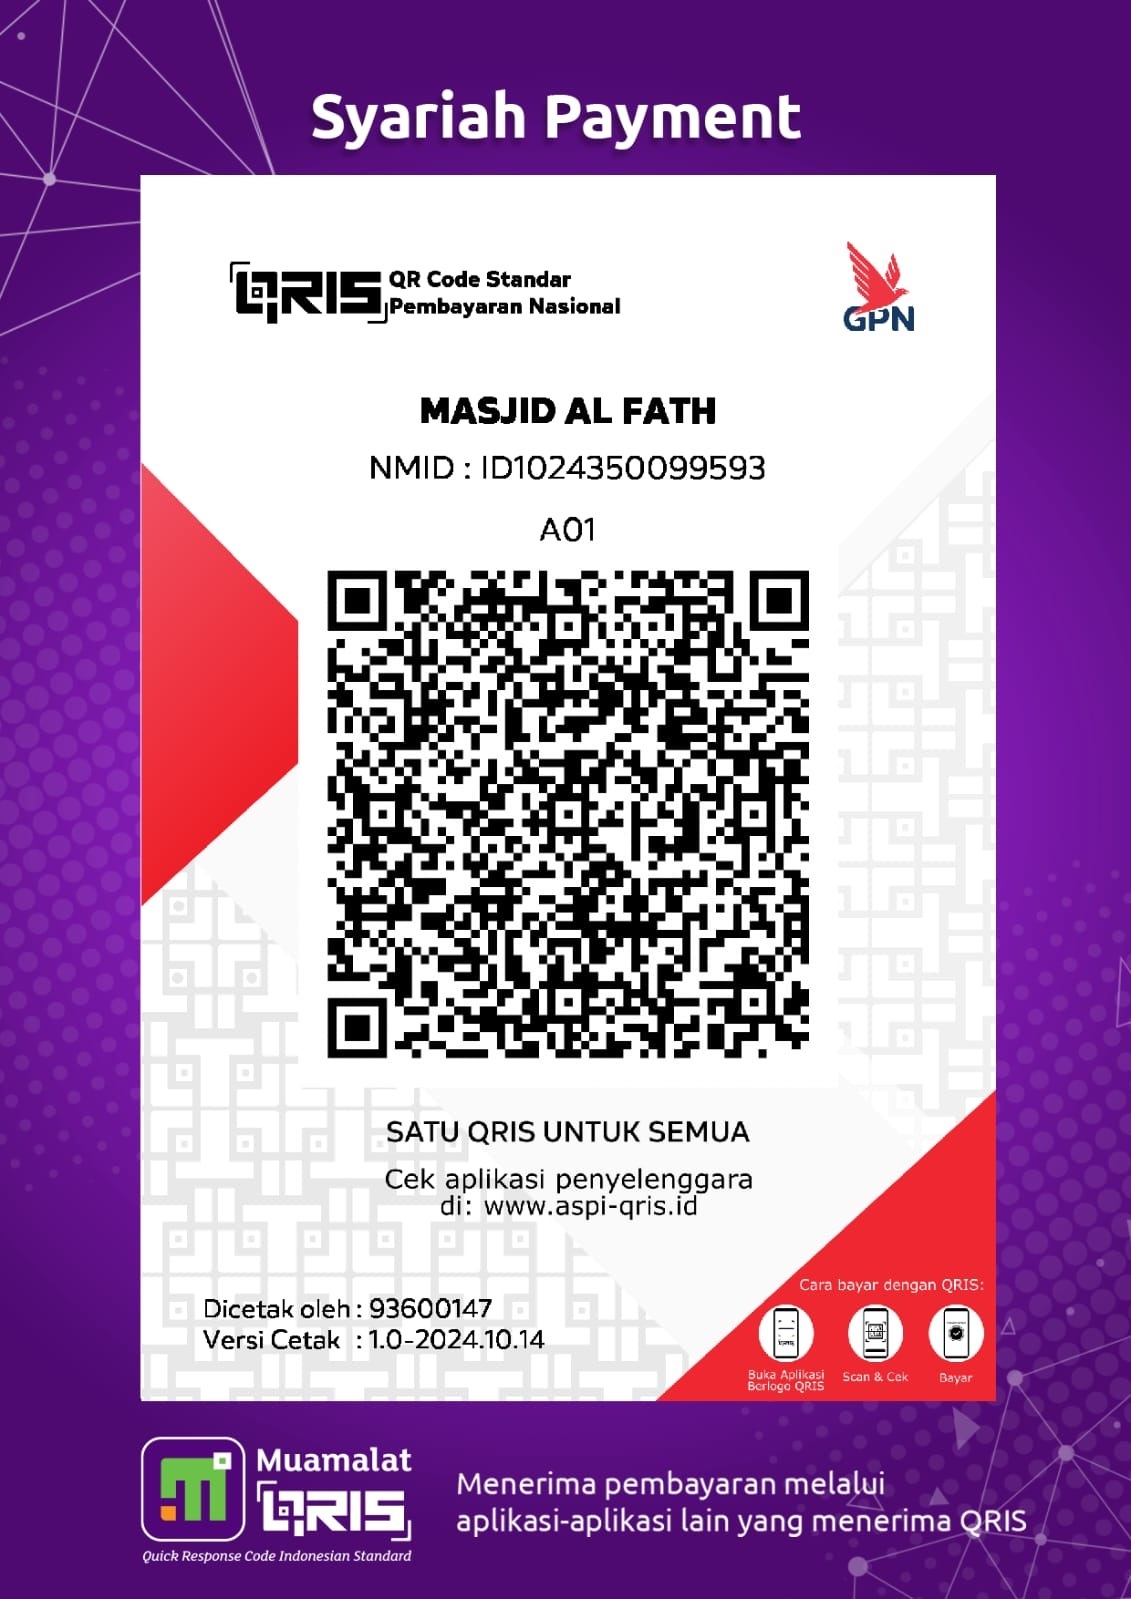 Syariah Payment
QRIS QR Code Standar
Pembayaran Nasional
GPN
MASJID AL FATH
NMID : ID1024350099593
A01
SATU QRIS UNTUK SEMUA
Cek aplikasi penyelenggara
di: www.aspi-qris.id
Dicetak oleh : 93600147
Versi Cetak : 1.0-2024.10.14
Cara bayar dengan QRIS:
Buka Aplikasi
Berlogo QRIS
Scan & Cek
Bayar
Muamalat
QRIS
Quick Response Code Indonesian Standard
Menerima pembayaran melalui
aplikasi-aplikasi lain yang menerima QRIS